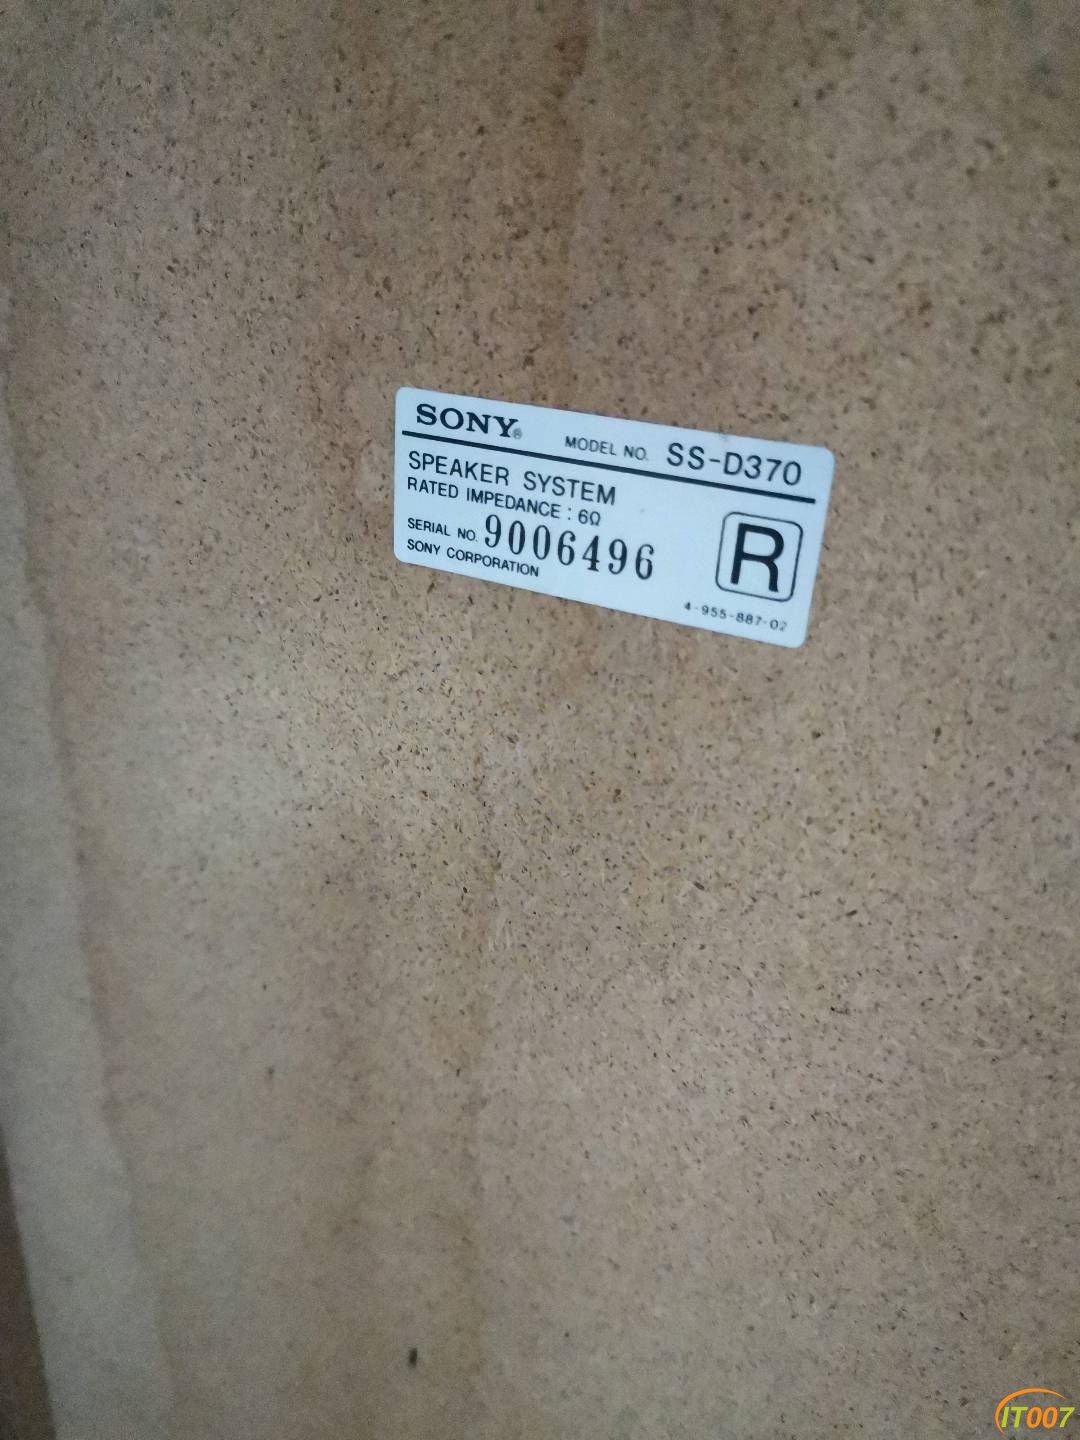 SONY®
MODEL NO. SS-D370
SPEAKER SYSTEM
RATED IMPEDANCE : 6Ω
SERIAL NO. 9006496
SONY CORPORATION
R
4-955-887-02
IT007